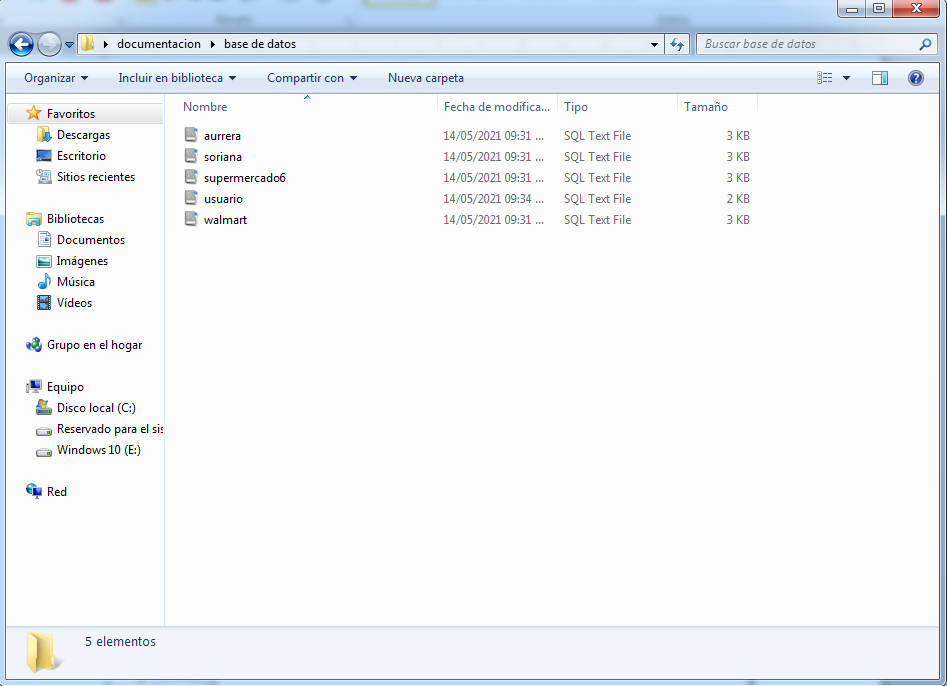 documentacion base de datos
Buscar base de datos
Organizar Incluir en biblioteca Compartir con Nueva carpeta
Favoritos
Descargas
Escritorio
Sitios recientes
Bibliotecas
Documentos
Imágenes
Música
Vídeos
Grupo en el hogar
Equipo
Disco local (C:)
Reservado para el sis
Windows 10 (E:)
Red
Nombre Fecha de modifica... Tipo Tamaño
aurrera 14/05/2021 09:31 ... SQL Text File 3 KB
soriana 14/05/2021 09:31 ... SQL Text File 3 KB
supermercado6 14/05/2021 09:31 ... SQL Text File 3 KB
usuario 14/05/2021 09:34 ... SQL Text File 2 KB
walmart 14/05/2021 09:31 ... SQL Text File 3 KB
5 elementos